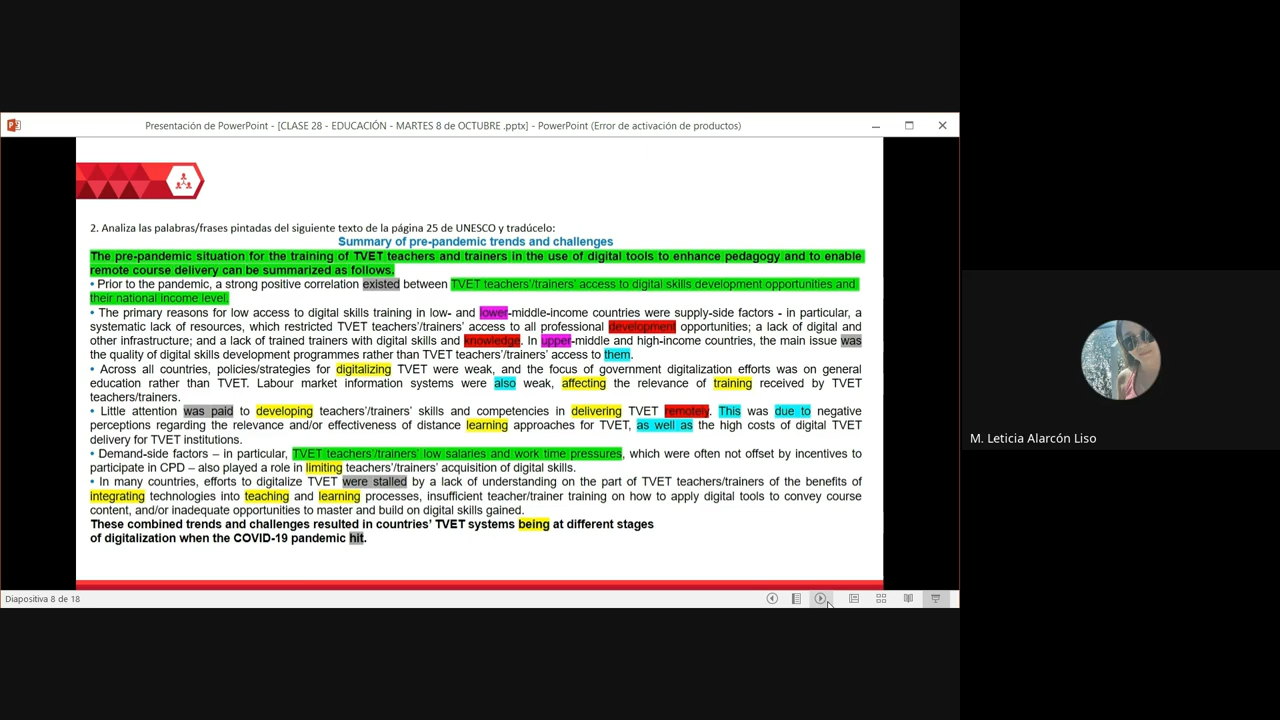 Presentación de PowerPoint - [CLASE 28 - EDUCACIÓN - MARTES 8 de OCTUBRE .pptx] - PowerPoint (Error de activación de productos)
2. Analiza las palabras/frases pintadas del siguiente texto de la página 25 de UNESCO y tradúcelo:
Summary of pre-pandemic trends and challenges
The pre-pandemic situation for the training of TVET teachers and trainers in the use of digital tools to enhance pedagogy and to enable
remote course delivery can be summarized as follows.
• Prior to the pandemic, a strong positive correlation existed between TVET teachers'/trainers' access to digital skills development opportunities and
their national income level.
• The primary reasons for low access to digital skills training in low- and lower-middle-income countries were supply-side factors - in particular, a
systematic lack of resources, which restricted TVET teachers'/trainers' access to all professional development opportunities; a lack of digital and
other infrastructure; and a lack of trained trainers with digital skills and knowledge. In upper-middle and high-income countries, the main issue was
the quality of digital skills development programmes rather than TVET teachers'/trainers' access to them.
• Across all countries, policies/strategies for digitalizing TVET were weak, and the focus of government digitalization efforts was on general
education rather than TVET. Labour market information systems were also weak, affecting the relevance of training received by TVET
teachers/trainers.
• Little attention was paid to developing teachers'/trainers' skills and competencies in delivering TVET remotely. This was due to negative
perceptions regarding the relevance and/or effectiveness of distance learning approaches for TVET, as well as the high costs of digital TVET
delivery for TVET institutions.
• Demand-side factors – in particular, TVET teachers'/trainers' low salaries and work time pressures, which were often not offset by incentives to
participate in CPD – also played a role in limiting teachers'/trainers' acquisition of digital skills.
• In many countries, efforts to digitalize TVET were stalled by a lack of understanding on the part of TVET teachers/trainers of the benefits of
integrating technologies into teaching and learning processes, insufficient teacher/trainer training on how to apply digital tools to convey course
content, and/or inadequate opportunities to master and build on digital skills gained.
These combined trends and challenges resulted in countries' TVET systems being at different stages
of digitalization when the COVID-19 pandemic hit.
Diapositiva 8 de 18
M. Leticia Alarcón Liso